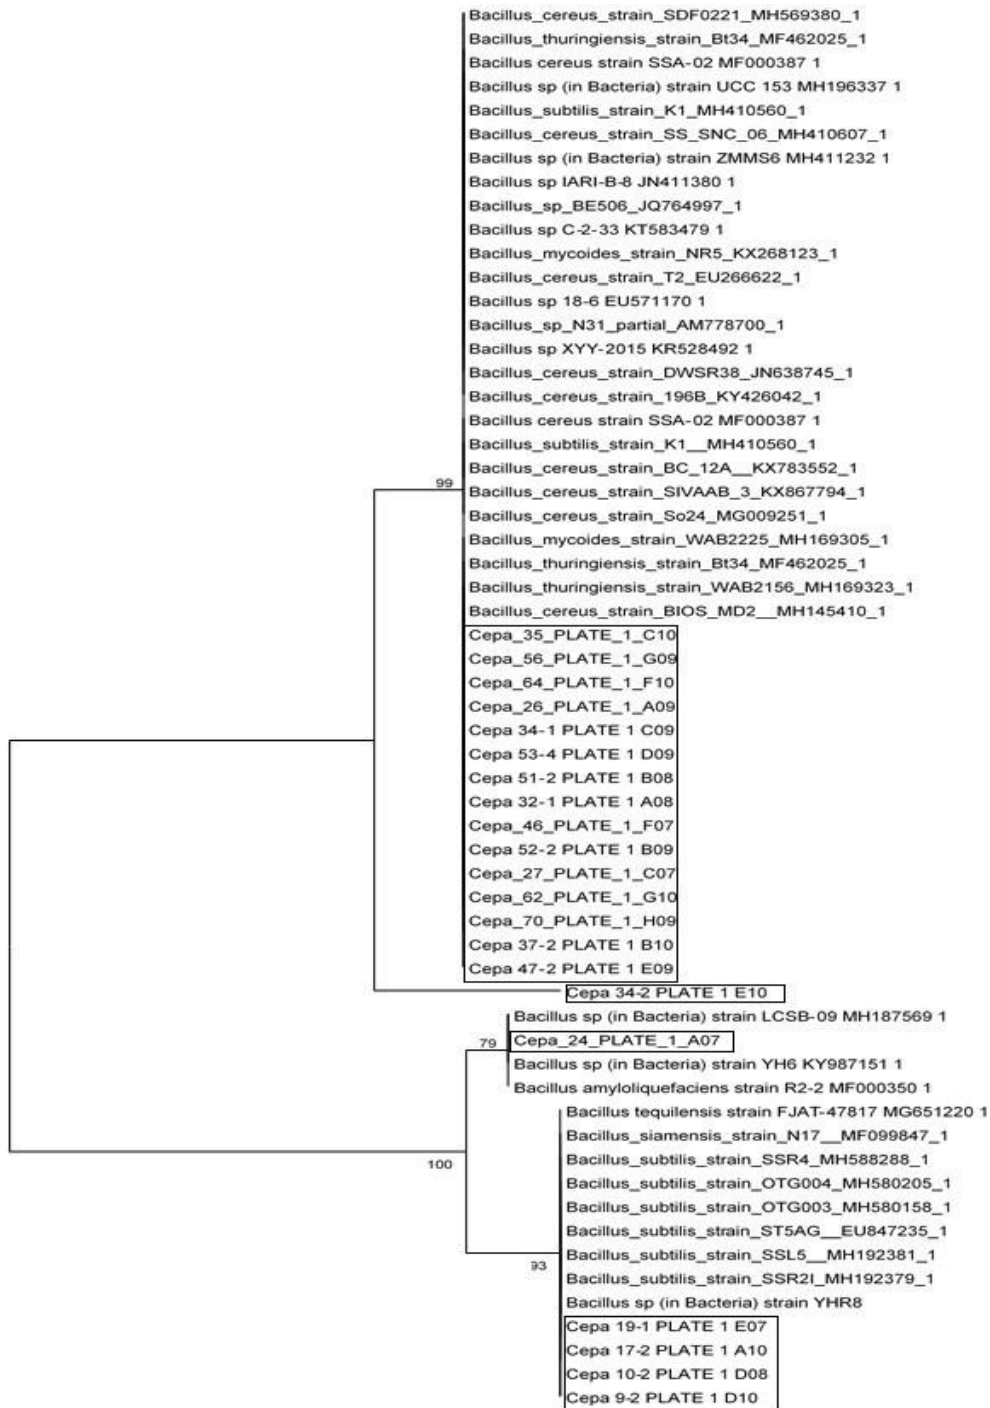 Bacillus_cereus_strain_SDF0221_MH569380_1
Bacillus_thuringiensis_strain_Bt34_MF462025_1
Bacillus cereus strain SSA-02 MF000387 1
Bacillus sp (in Bacteria) strain UCC 153 MH196337 1
Bacillus_subtilis_strain_K1_MH410560_1
Bacillus_cereus_strain_SS_SNC_06_MH410607_1
Bacillus sp (in Bacteria) strain ZMMS6 MH411232 1
Bacillus sp IARI-B-8 JN411380 1
Bacillus_sp_BE506_JQ764997_1
Bacillus sp C-2-33 KT583479 1
Bacillus_mycoides_strain_NR5_KX268123_1
Bacillus_cereus_strain_T2_EU266622_1
Bacillus sp 18-6 EU571170 1
Bacillus_sp_N31_partial_AM778700_1
Bacillus sp XYY-2015 KR528492 1
Bacillus_cereus_strain_DWSR38_JN638745_1
Bacillus_cereus_strain_196B_KY426042_1
Bacillus cereus strain SSA-02 MF000387 1
Bacillus_subtilis_strain_K1__MH410560_1
Bacillus_cereus_strain_BC_12A__KX783552_1
99
Bacillus_cereus_strain_SIVAAB_3_KX867794_1
Bacillus_cereus_strain_So24_MG009251_1
Bacillus_mycoides_strain_WAB2225_MH169305_1
Bacillus_thuringiensis_strain_Bt34_MF462025_1
Bacillus_thuringiensis_strain_WAB2156_MH169323_1
Bacillus_cereus_strain_BIOS_MD2__MH145410_1
Cepa_35_PLATE_1_C10
Cepa_56_PLATE_1_G09
Cepa_64_PLATE_1_F10
Cepa_26_PLATE_1_A09
Cepa 34-1 PLATE 1 C09
Cepa 53-4 PLATE 1 D09
Cepa 51-2 PLATE 1 B08
Cepa 32-1 PLATE 1 A08
Cepa_46_PLATE_1_F07
Cepa 52-2 PLATE 1 B09
Cepa_27_PLATE_1_C07
Cepa_62_PLATE_1_G10
Cepa_70_PLATE_1_H09
Cepa 37-2 PLATE 1 B10
Cepa 47-2 PLATE 1 E09
Cepa 34-2 PLATE 1 E10
Bacillus sp (in Bacteria) strain LCSB-09 MH187569 1
79
Cepa_24_PLATE_1_A07
Bacillus sp (in Bacteria) strain YH6 KY987151 1
Bacillus amyloliquefaciens strain R2-2 MF000350 1
Bacillus tequilensis strain FJAT-47817 MG651220 1
Bacillus_siamensis_strain_N17__MF099847_1
100
Bacillus_subtilis_strain_SSR4_MH588288_1
Bacillus_subtilis_strain_OTG004_MH580205_1
Bacillus_subtilis_strain_OTG003_MH580158_1
Bacillus_subtilis_strain_ST5AG__EU847235_1
93
Bacillus_subtilis_strain_SSL5__MH192381_1
Bacillus_subtilis_strain_SSR2I_MH192379_1
Bacillus sp (in Bacteria) strain YHR8
Cepa 19-1 PLATE 1 E07
Cepa 17-2 PLATE 1 A10
Cepa 10-2 PLATE 1 D08
Cepa 9-2 PLATE 1 D10